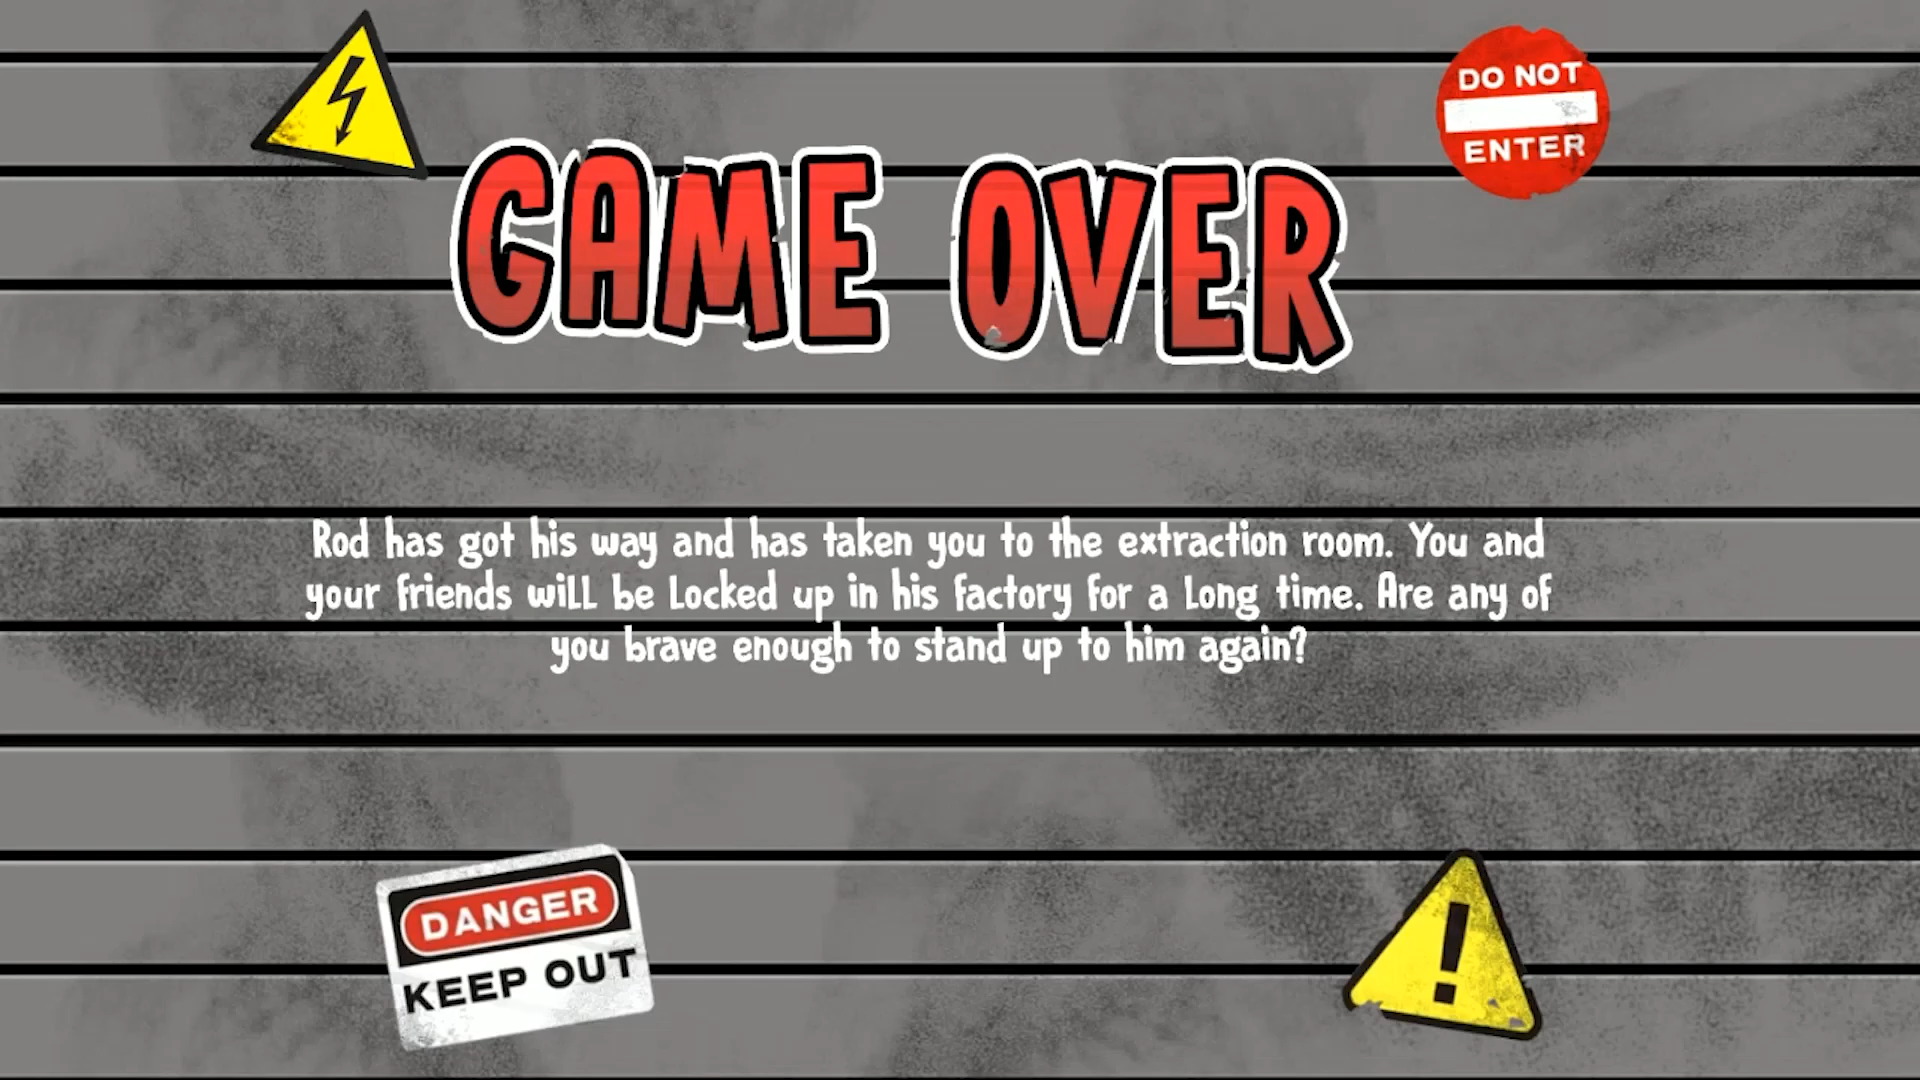 DO NOT
ENTER
GAME OVER
Rod has got his way and has taken you to the extraction room. You and
your friends will be locked up in his factory for a long time. Are any of
you brave enough to stand up to him again?
DANGER
KEEP OUT
!